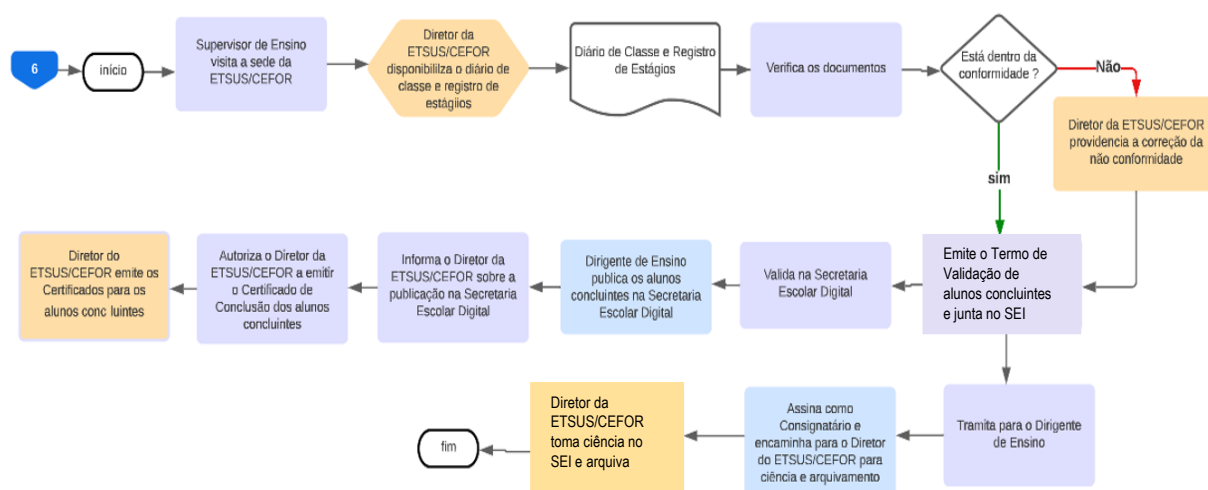 6
início
Supervisor de Ensino
visita a sede da
ETSUS/CEFOR
Diretor da
ETSUS/CEFOR
disponibililza o diário de
classe e registro de
estágiios
Diário de Classe e Registro
de Estágios
Verifica os documentos
Está dentro da
conformidade ?
Não
Diretor da ETSUS/CEFOR
providencia a correção da
não conformidade
sim
Emite o Termo de
Validação de
alunos concluintes
e junta no SEI
Valida na Secretaria
Escolar Digital
Dirigente de Ensino
publica os alunos
concluintes na Secretaria
Escolar Digital
Informa o Diretor da
ETSUS/CEFOR sobre a
publicação na Secretaria
Escolar Digital
Autoriza o Diretor da
ETSUS/CEFOR a emitir
o Certificado de
Conclusão dos alunos
concluintes
Diretor do
ETSUS/CEFOR emite os
Certificados para os
alunos conc luintes
Tramita para o Dirigente
de Ensino
Assina como
Consignatário e
encaminha para o Diretor
do ETSUS/CEFOR para
ciência e arquivamento
Diretor da
ETSUS/CEFOR
toma ciência no
SEI e arquiva
fim